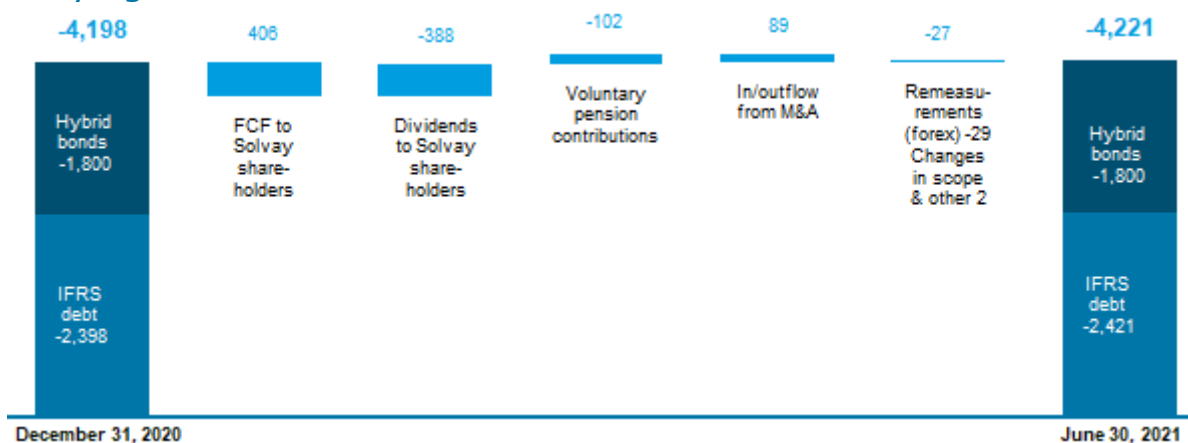 -4,198
406
-388
-102
89
-27
-4,221
Hybrid
bonds
-1,800
FCF to
Solvay
share-
holders
Dividends
to Solvay
share-
holders
Voluntary
pension
contributions
In/outflow
from M&A
Remeasu-
rements
(forex) -29
Changes
in scope
& other 2
Hybrid
bonds
-1,800
IFRS
debt
-2,398
IFRS
debt
-2,421
December 31, 2020
June 30, 2021